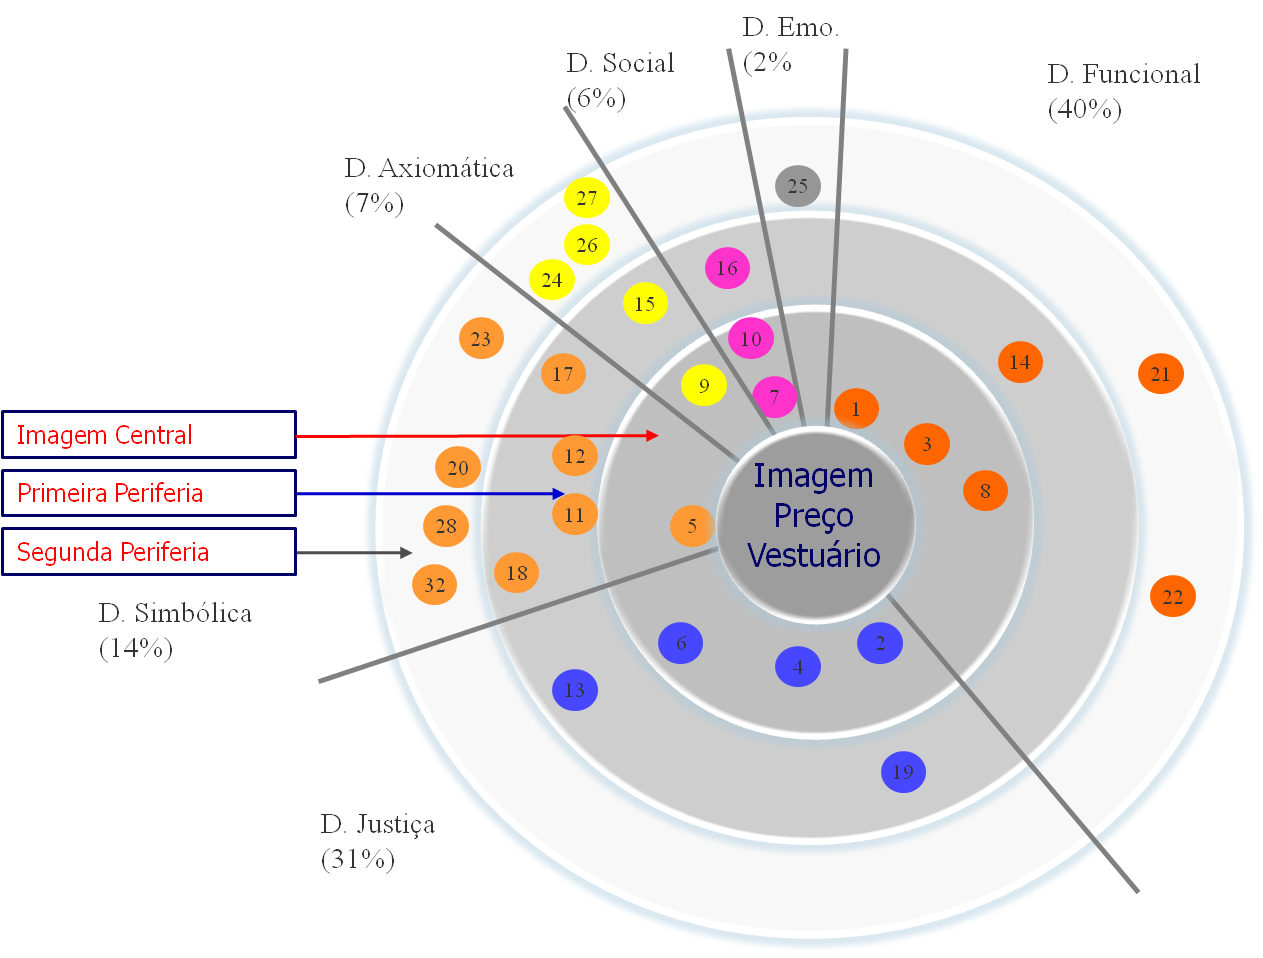 D. Emo.
(2%
D. Social
(6%)
D. Funcional
(40%)
D. Axiomática
(7%)
25
27
26
24
16
15
23
10
14
17
21
9
7
1
Imagem Central
3
12
20
Imagem
Preço
Vestuário
8
Primeira Periferia
11
28
5
Segunda Periferia
18
32
22
D. Simbólica
(14%)
6
4
2
13
19
D. Justiça
(31%)